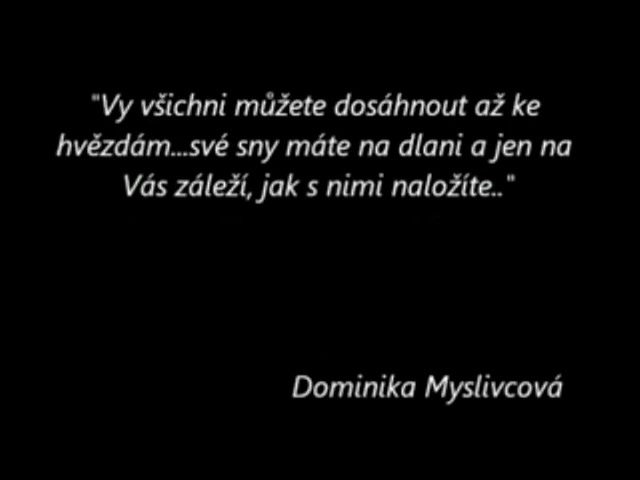 "Vy všichni můžete dosáhnout až ke
hvězdám...své sny máte na dlani a jen na
Vás záleží, jak s nimi naložíte.."
Dominika Myslivcová